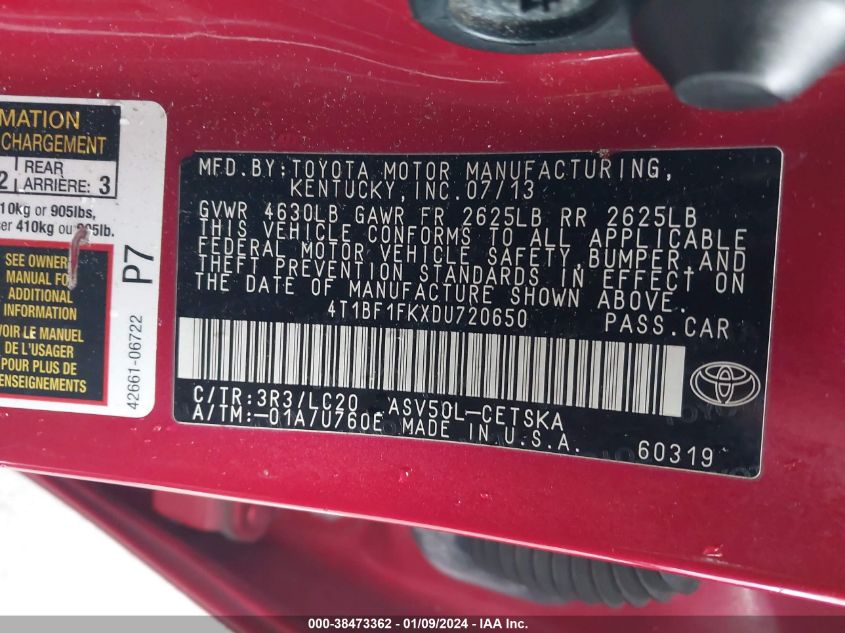 MATION
CHARGEMENT
2 REAR ARRIÈRE: 3
10kg or 905lbs,
410kg ou
SEE OWNER
MANUAL FOR
ADDITIONAL
INFORMATION
VOIR LE MANUEL
DE L'USAGER
POUR PLUS DE
RENSEIGNEMENTS
P7
42661-06722
MFD.BY:TOYOTA MOTOR MANUFACTURING,
KENTUCKY,INC.07/13
GVWR 4630LB GAWR FR 2625LB RR 2625LB
THIS VEHICLE CONFORMS TO ALL APPLICABLE
FEDERAL MOTOR VEHICLE SAFETY,BUMPER,AND
THEFT PREVENTION STANDARDS IN EFFECT ON
THE DATE OF MANUFACTURE SHOWN ABOVE.
4T1BF1FKXDU720650 PASS.CAR
C/TR:3R3/LC20 ASV50L-CETSKA
A/TM:-01A/U760E MADE IN U.S.A.
60319
000-38473362 - 01/09/2024 - IAA Inc.